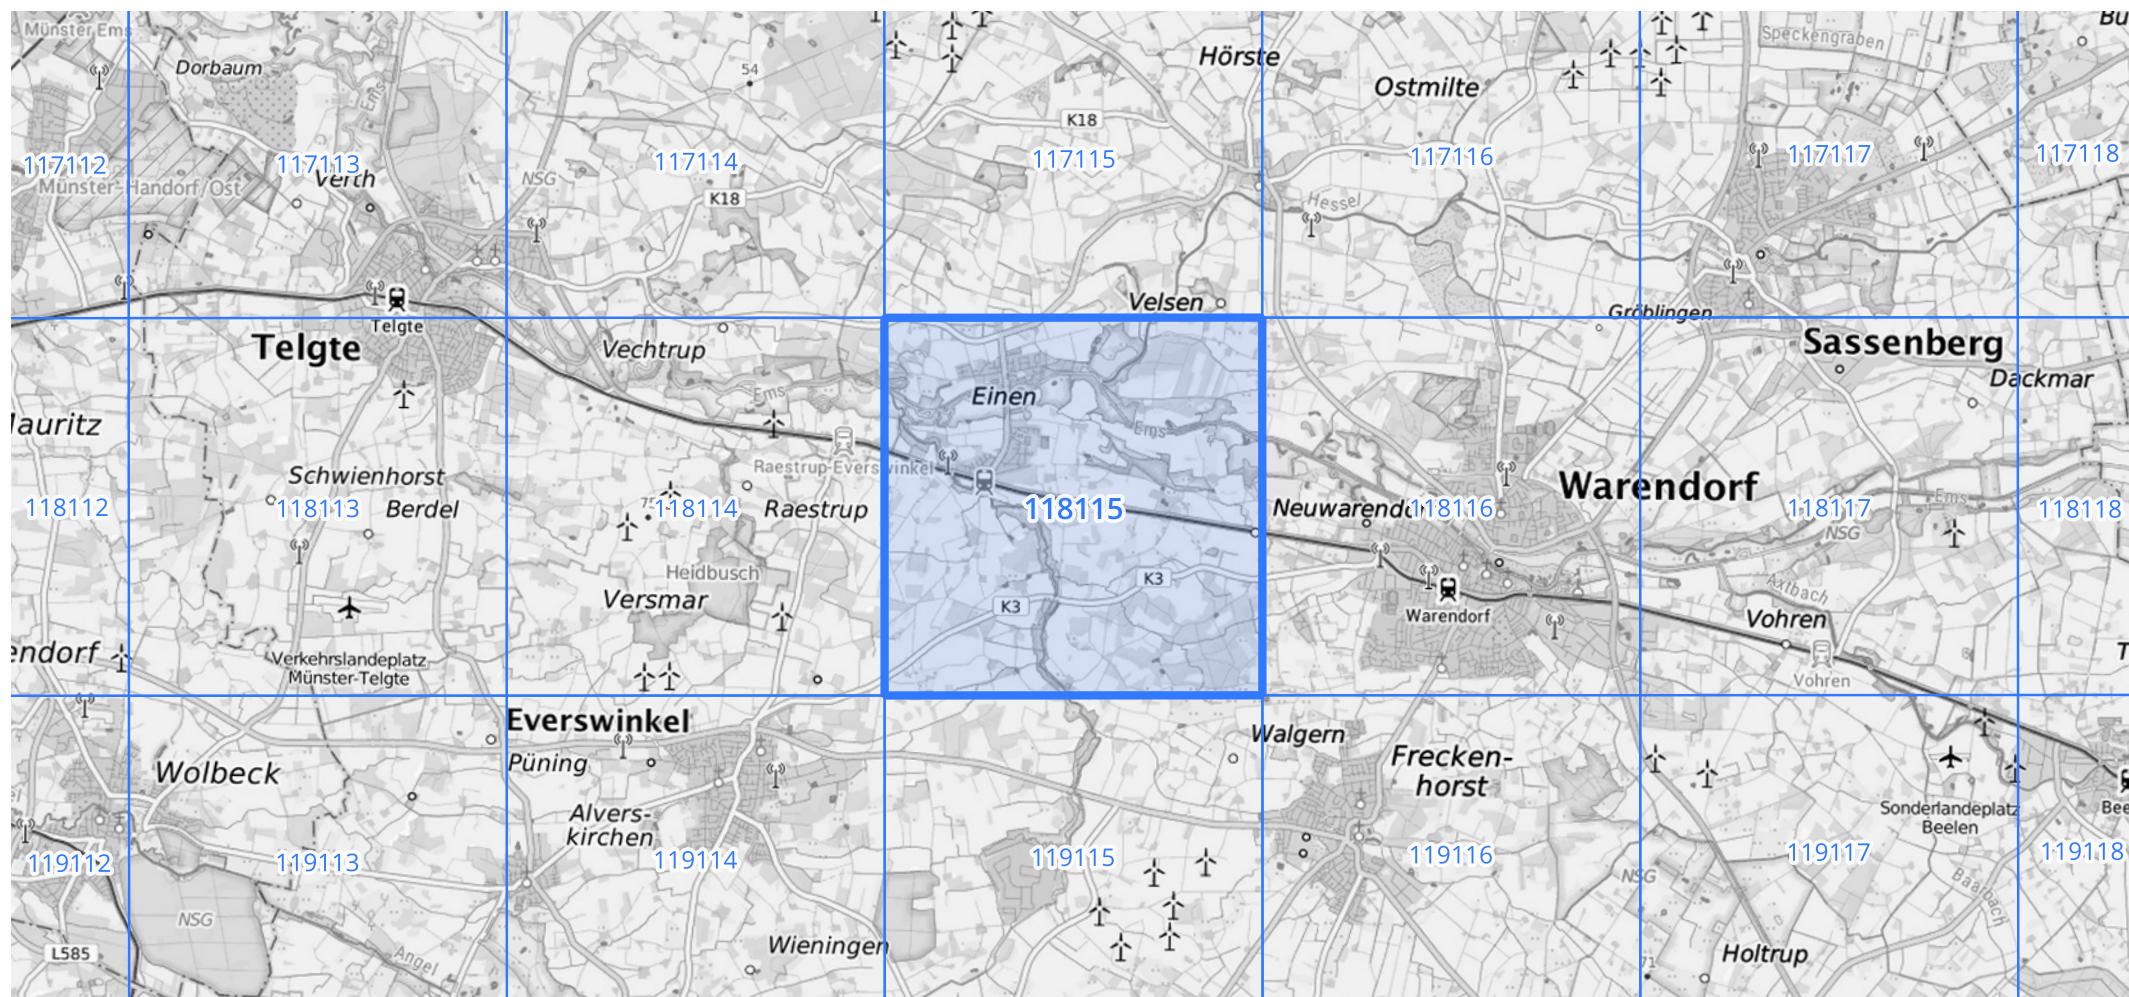 Münster Ems
Dorbaum
Ems
54
Hörste
K18
Ostmilte
Speckengraben
117112
117113
117114
117115
117116
117117
117118
Münster-Handorf/Ost
Verth
NSG
K18
Hessel
Telgte
Velsen
Gröblingen
Telgte
Vechtrup
Ems
Einen
Ems
Sassenberg
Dackmar
Schwienhorst
Berdel
Raestrup-Everswinkel
Raestrup
Neuwarendo
Warendorf
Ems
NSG
118112
118113
118114
118115
118116
118117
118118
Heidbusch
Versmar
K3
K3
Warendorf
Axtbach
Vohren
Vohren
Verkehrslandeplatz
Münster-Telgte
Everswinkel
Püning
Wolbeck
Alvers-
kirchen
Walgern
Frecken-
horst
Sonderlandeplatz
Beelen
119112
119113
119114
119115
119116
119117
119118
NSG
NSG
Baarbach
L585
Angel
Wieningen
Holtrup
71